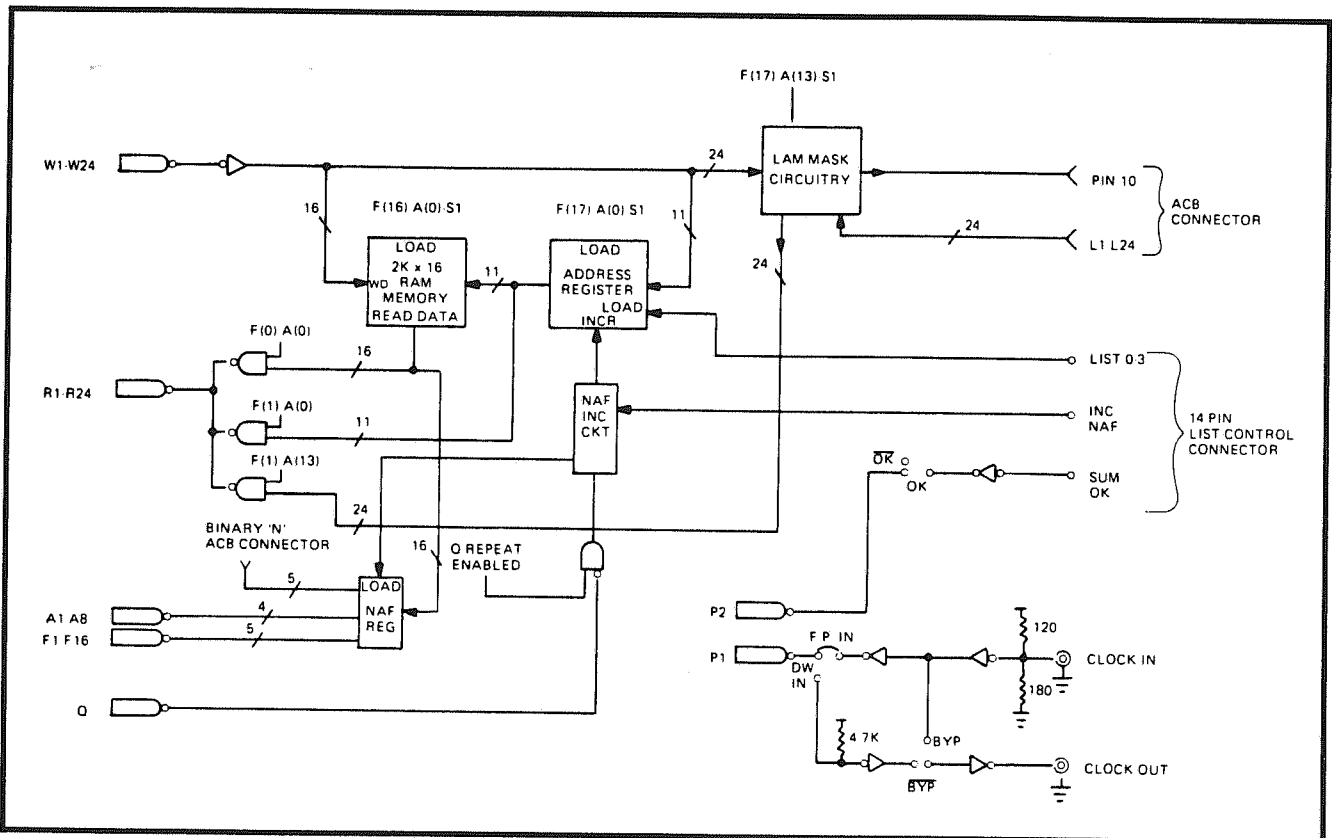 F(17) A(13)·S1
W1-W24
24
LAM MASK
CIRCUITRY
PIN 10
ACB
CONNECTOR
16
F(16) A(0)·S1
F(17) A(0) S1
11
24
L1 L24
24
LOAD
2K x 16
RAM
WD
MEMORY
READ DATA
11
LOAD
ADDRESS
REGISTER
LOAD
INCR
F(0) A(0)
16
LIST 0-3
R1-R24
F(1) A(0)
11
NAF
INC
CKT
INC
NAF
14 PIN
LIST CONTROL
CONNECTOR
F(1) A(13)
OK
OK
SUM
OK
24
BINARY 'N'
ACB CONNECTOR
16
Q REPEAT
ENABLED
5
LOAD
NAF
REG
A1 A8
4
F1 F16
5
P2
120
F P IN
P1
DW
IN
CLOCK IN
180
Q
4 7K
BYP
BYP
CLOCK OUT